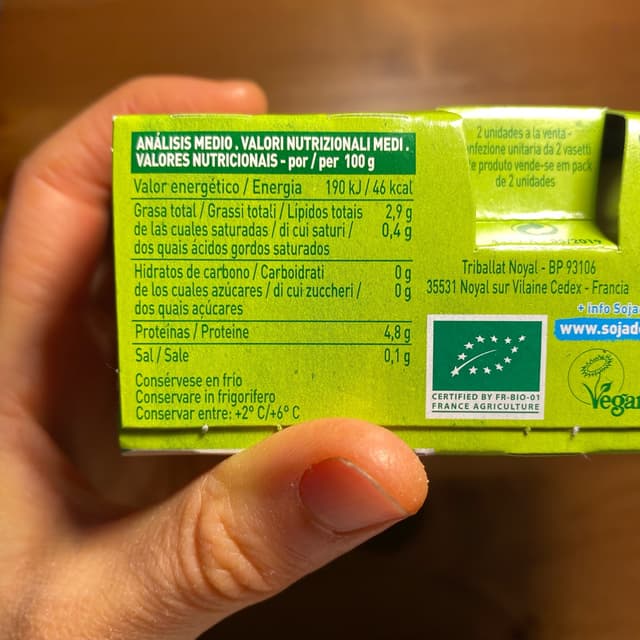 ANÁLISIS MEDIO . VALORI NUTRIZIONALI MEDI .
VALORES NUTRICIONAIS - por / per 100 g
Valor energético / Energia 190 kJ / 46 kcal
Grasa total / Grassi totali / Lípidos totais 2,9 g
de las cuales saturadas / di cui saturi / 0,4 g
dos quais ácidos gordos saturados
Hidratos de carbono / Carboidrati 0 g
de los cuales azúcares / di cui zuccheri / 0 g
dos quais açúcares
Proteínas / Proteine 4,8 g
Sal / Sale 0,1 g
Consérvese en frío
Conservare in frigorifero
Conservar entre: +2° C/+6° C
2 unidades a la venta -
unitaria da 2 vasetti
produto vende-se em pack
de 2 unidades
Triballat Noyal - BP 93106
35531 Noyal sur Vilaine Cedex - Francia
+ info
www.
CERTIFIED BY FR-BIO-01
FRANCE AGRICULTURE